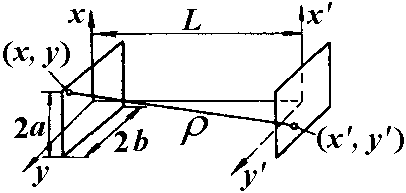 x L x'
(x, y)
2a 2b ρ (x', y')
y y'